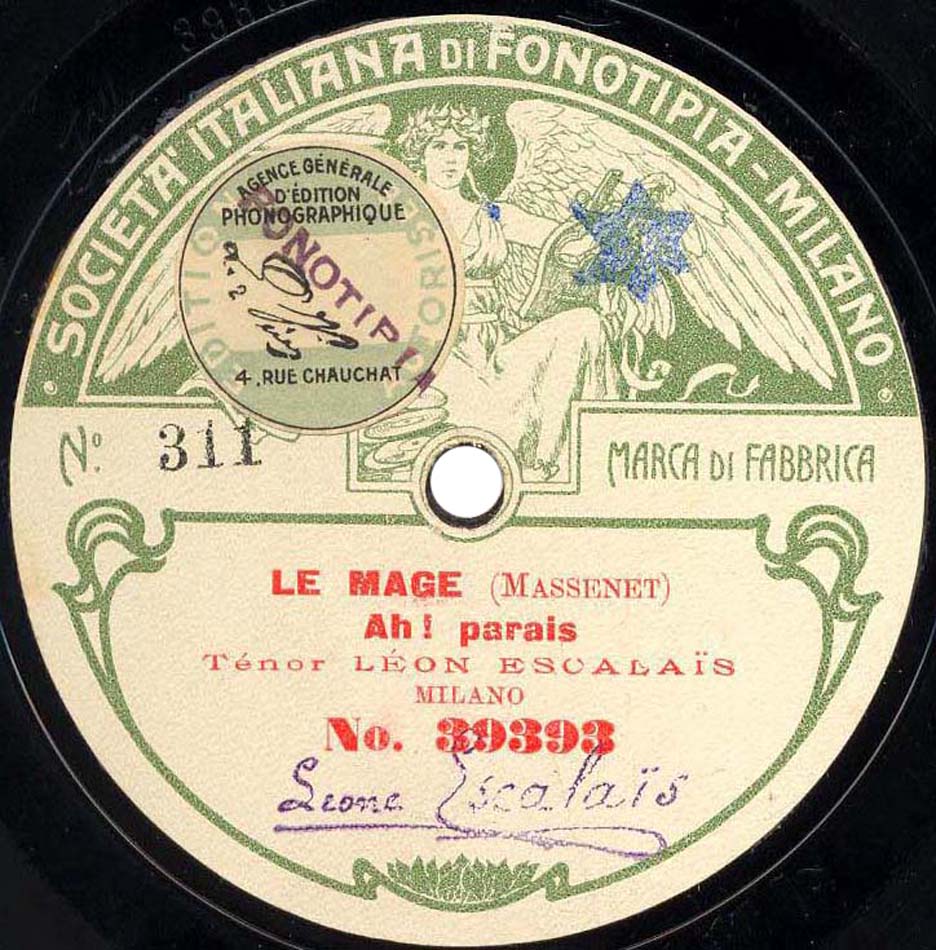 SOCIETA' ITALIANA DI FONOTIPIA - MILANO
AGENCE GÉNÉRALE
D'ÉDITION
PHONOGRAPHIQUE
FONOTIPIA
4, RUE CHAUCHAT
No. 311
MARCA DI FABBRICA
LE MAGE (MASSENET)
Ah! parais
Ténor LÉON ESCALAÏS
MILANO
No. 39393
Leone Escalaïs